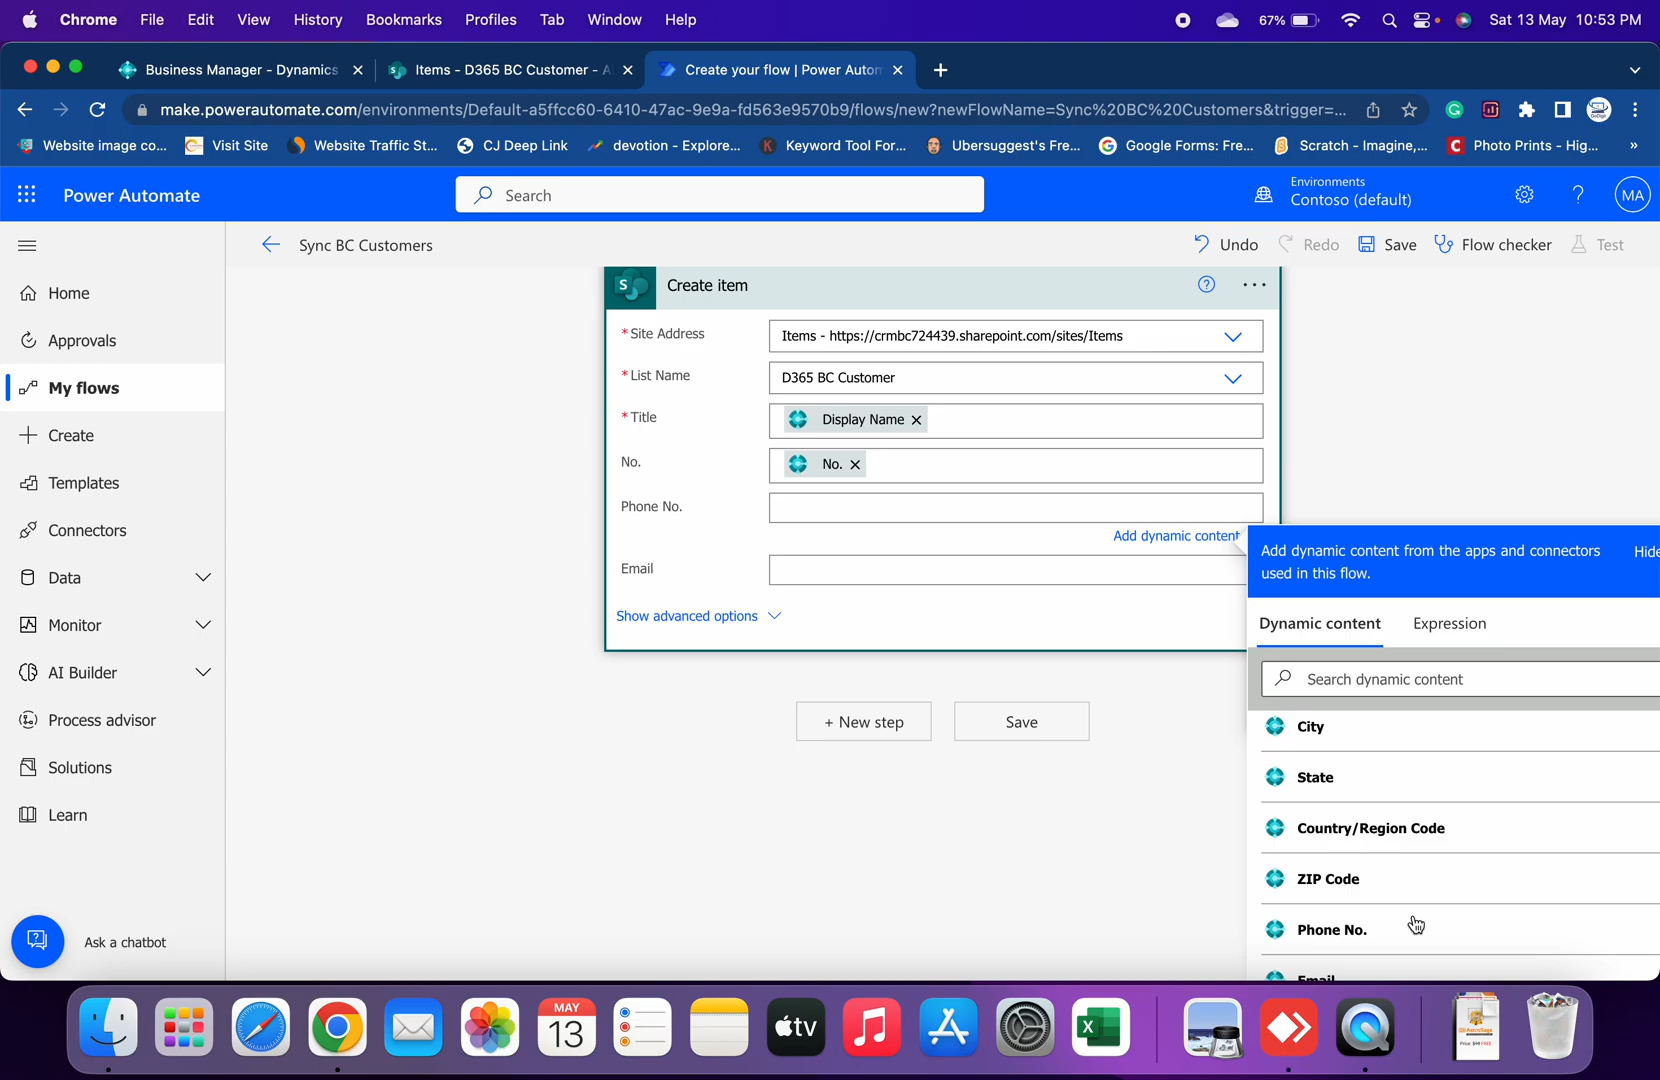 Chrome File Edit View History Bookmarks Profiles Tab Window Help 67% Sat 13 May 10:53 PM
Business Manager - Dynamics Items - D365 BC Customer - A Create your flow | Power Auton
make.powerautomate.com/environments/Default-a5ffcc60-6410-47ac-9e9a-fd563e9570b9/flows/new?newFlowName=Sync%20BC%20Customers&trigger=...
Website image co... Visit Site Website Traffic St... CJ Deep Link devotion - Explore... Keyword Tool For... Ubersuggest's Fre... Google Forms: Fre... Scratch - Imagine,... Photo Prints - Hig... »
Power Automate Search Environments
Contoso (default) MA
Sync BC Customers Undo Redo Save Flow checker Test
Home
Approvals
My flows
Create
Templates
Connectors
Data
Monitor
AI Builder
Process advisor
Solutions
Learn
Ask a chatbot
Create item
* Site Address Items - https://crmbc724439.sharepoint.com/sites/Items
* List Name D365 BC Customer
* Title Display Name
No. No.
Phone No.
Add dynamic content
Email
Show advanced options
+ New step Save
Add dynamic content from the apps and connectors Hide
used in this flow.
Dynamic content Expression
Search dynamic content
City
State
Country/Region Code
ZIP Code
Phone No.
Email
MAY
13
tv